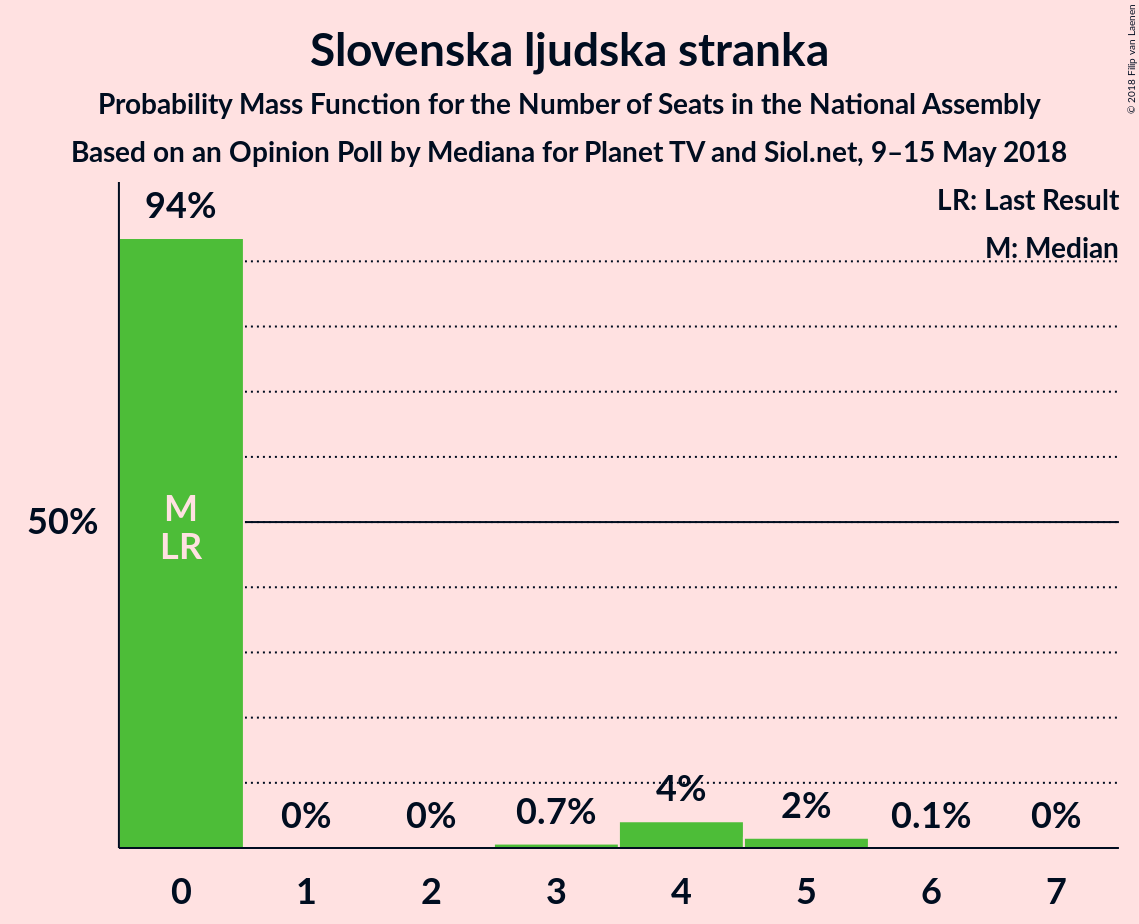 Slovenska ljudska stranka
Probability Mass Function for the Number of Seats in the National Assembly
Based on an Opinion Poll by Mediana for Planet TV and Siol.net, 9–15 May 2018
© 2018 Filip van Laenen
LR: Last Result
M: Median
94%
50%
M
LR
0%
0%
0.7%
4%
2%
0.1%
0%
0
1
2
3
4
5
6
7